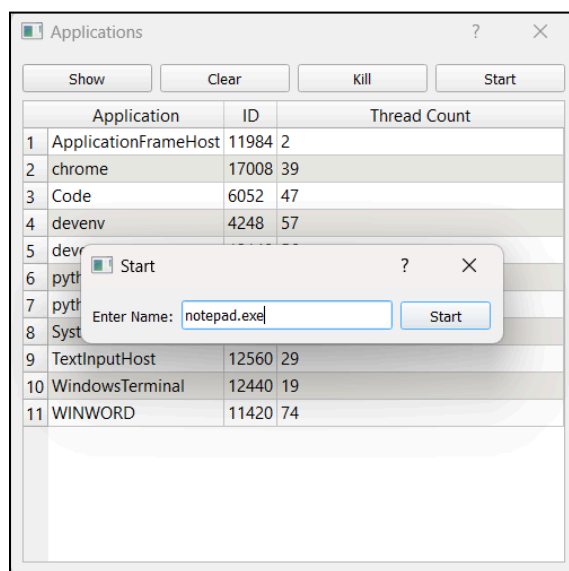 Applications ?
Show Clear Kill Start
Application ID Thread Count
1 ApplicationFrameHost 11984 2
2 chrome 17008 39
3 Code 6052 47
4 devenv 4248 57
5
Start ?
6
7
Enter Name: notepad.exe Start
8
9 TextInputHost 12560 29
10 WindowsTerminal 12440 19
11 WINWORD 11420 74